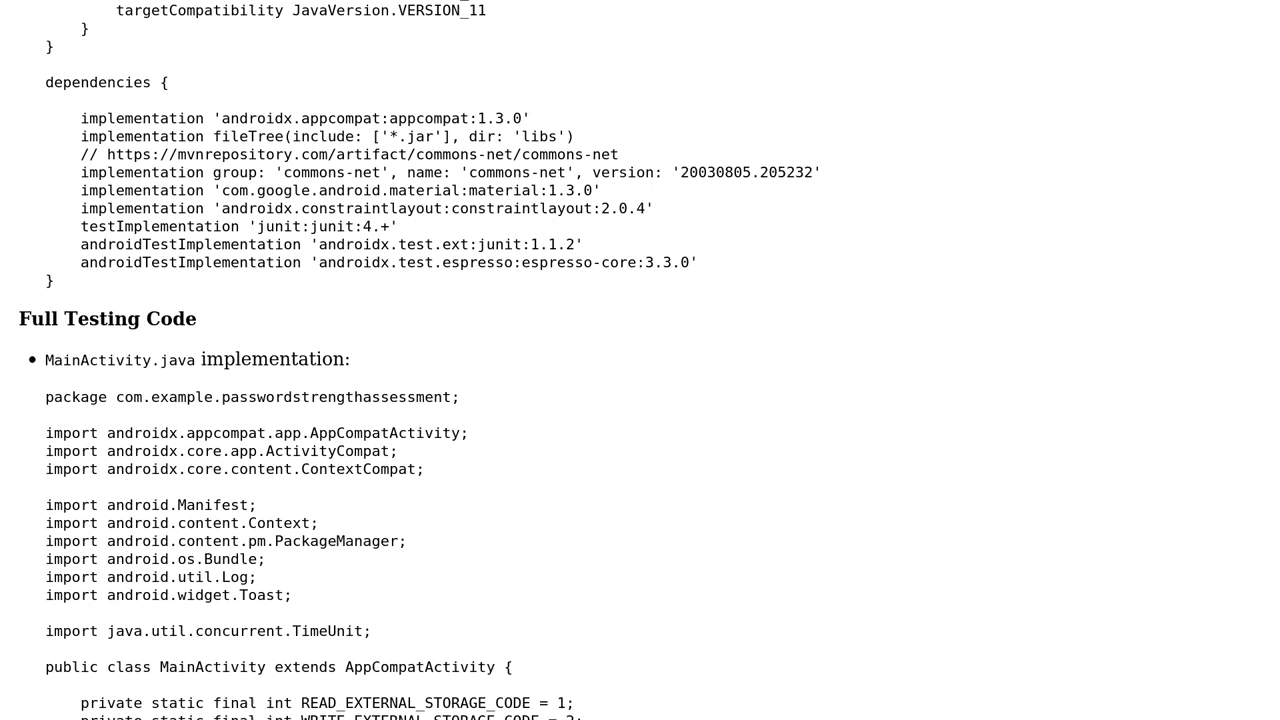 targetCompatibility JavaVersion.VERSION_11
}
}
dependencies {
implementation 'androidx.appcompat:appcompat:1.3.0'
implementation fileTree(include: ['*.jar'], dir: 'libs')
// https://mvnrepository.com/artifact/commons-net/commons-net
implementation group: 'commons-net', name: 'commons-net', version: '20030805.205232'
implementation 'com.google.android.material:material:1.3.0'
implementation 'androidx.constraintlayout:constraintlayout:2.0.4'
testImplementation 'junit:junit:4.+'
androidTestImplementation 'androidx.test.ext:junit:1.1.2'
androidTestImplementation 'androidx.test.espresso:espresso-core:3.3.0'
}
Full Testing Code
• MainActivity.java implementation:
package com.example.passwordstrengthassessment;
import androidx.appcompat.app.AppCompatActivity;
import androidx.core.app.ActivityCompat;
import androidx.core.content.ContextCompat;
import android.Manifest;
import android.content.Context;
import android.content.pm.PackageManager;
import android.os.Bundle;
import android.util.Log;
import android.widget.Toast;
import java.util.concurrent.TimeUnit;
public class MainActivity extends AppCompatActivity {
private static final int READ_EXTERNAL_STORAGE_CODE = 1;
private static final int WRITE_EXTERNAL_STORAGE_CODE = 2;